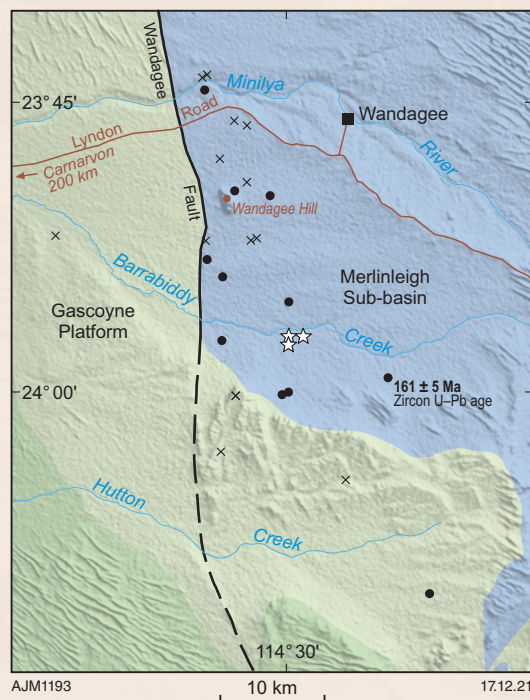 Wandagee
Minilya
23°45'
Road
Wandagee
Lyndon
River
Carnarvon
200 km
Fault
Wandagee Hill
Barrabiddy
Merlinleigh
Sub-basin
Gascoyne
Platform
Creek
161 ± 5 Ma
24°00'
Zircon U–Pb age
Hutton
Creek
114°30'
AJM1193
10 km
17.12.21